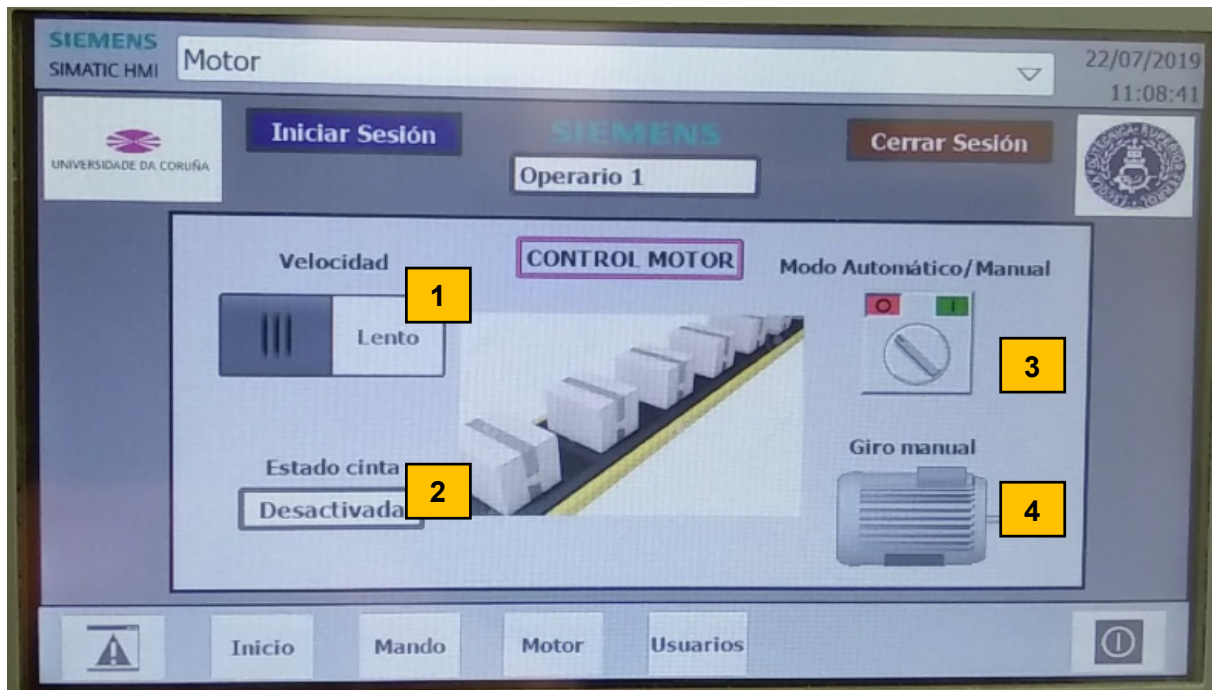 SIEMENS
SIMATIC HMI
Motor
22/07/2019
11:08:41
UNIVERSIDADE DA CORUÑA
Iniciar Sesión
SIEMENS
Cerrar Sesión
Operario 1
Velocidad
CONTROL MOTOR
Modo Automático/Manual
1
Lento
O
I
3
Estado cinta
Desactivada
2
Giro manual
4
Inicio
Mando
Motor
Usuarios